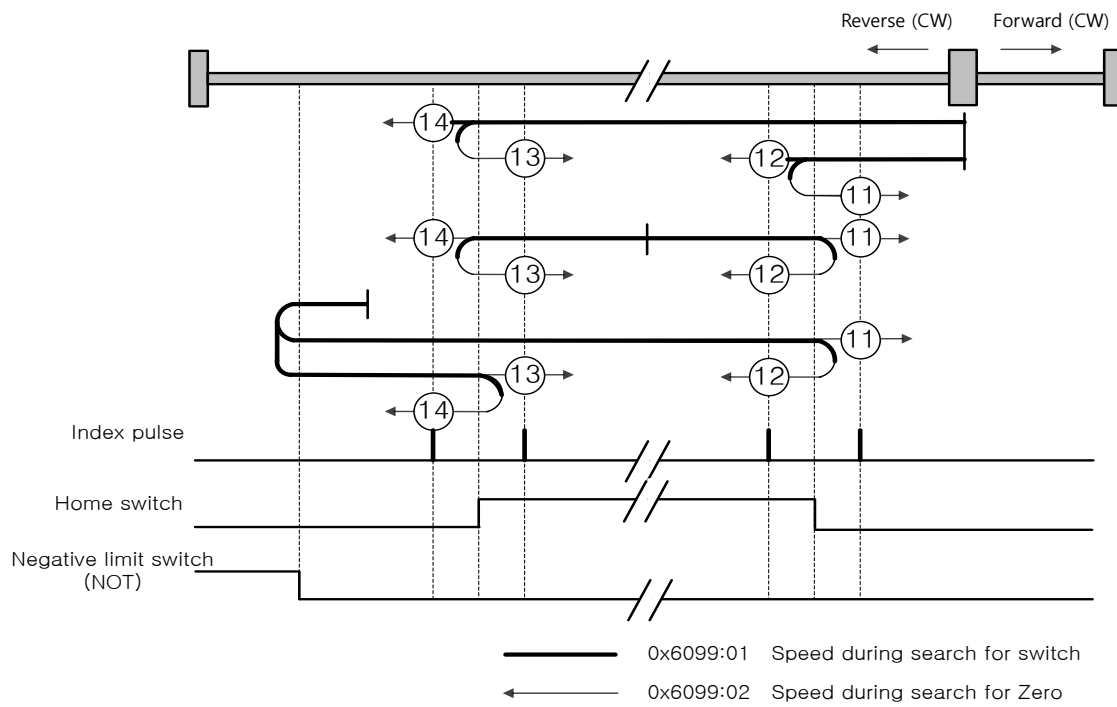 Reverse (CW) Forward (CW)
14
13
12
11
14
11
13
12
11
13
12
14
Index pulse
Home switch
Negative limit switch
(NOT)
0x6099:01 Speed during search for switch
0x6099:02 Speed during search for Zero